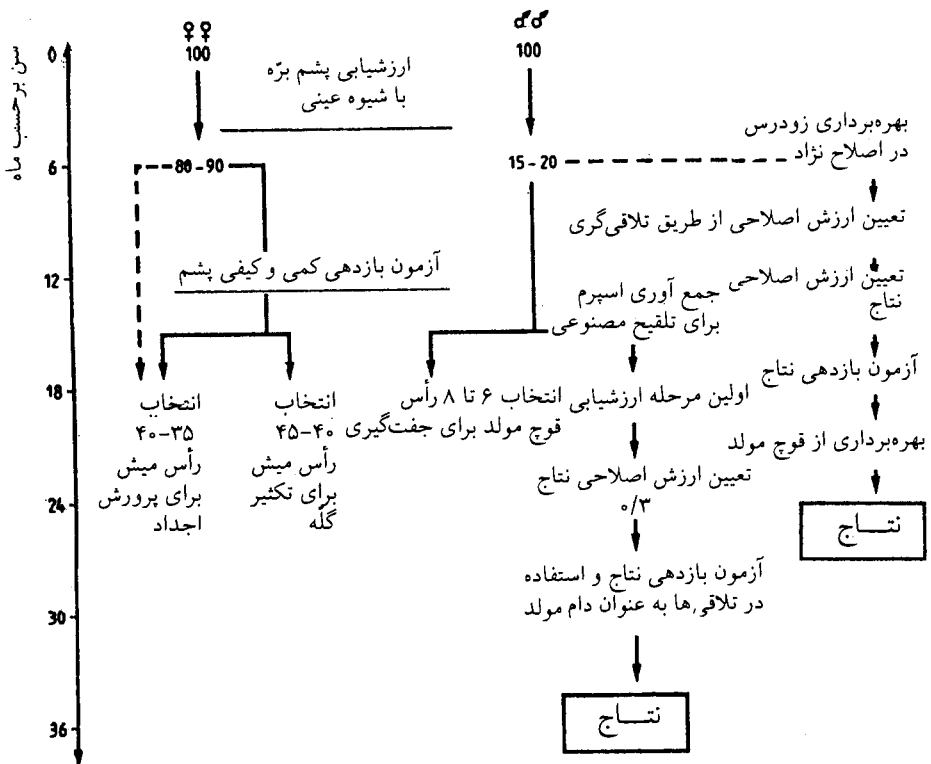 سن برحسب ماه
0
6
12
18
24
30
36
♀♀
100
♂♂
100
ارزشیابی پشم برّه
با شیوه عینی
80-90
15-20
بهره‌برداری زودرس
در اصلاح نژاد
تعیین ارزش اصلاحی از طریق تلاقی‌گری
آزمون بازدهی کمی و کیفی پشم
جمع آوری اسپرم
برای تلقیح مصنوعی
تعیین ارزش اصلاحی
نتاج
آزمون بازدهی نتاج
انتخاب
۴۰-۳۵
رأس میش
برای پرورش
اجداد
انتخاب
۴۵-۴۰
رأس میش
برای تکثیر
گلّه
انتخاب ۶ تا ۸ رأس
قوچ مولد برای جفت‌گیری
اولین مرحله ارزشیابی
بهره‌برداری از قوچ مولد
تعیین ارزش اصلاحی نتاج
۰/۳
نتـــاج
آزمون بازدهی نتاج و استفاده
در تلاقی‌ها به عنوان دام مولد
نتـــاج